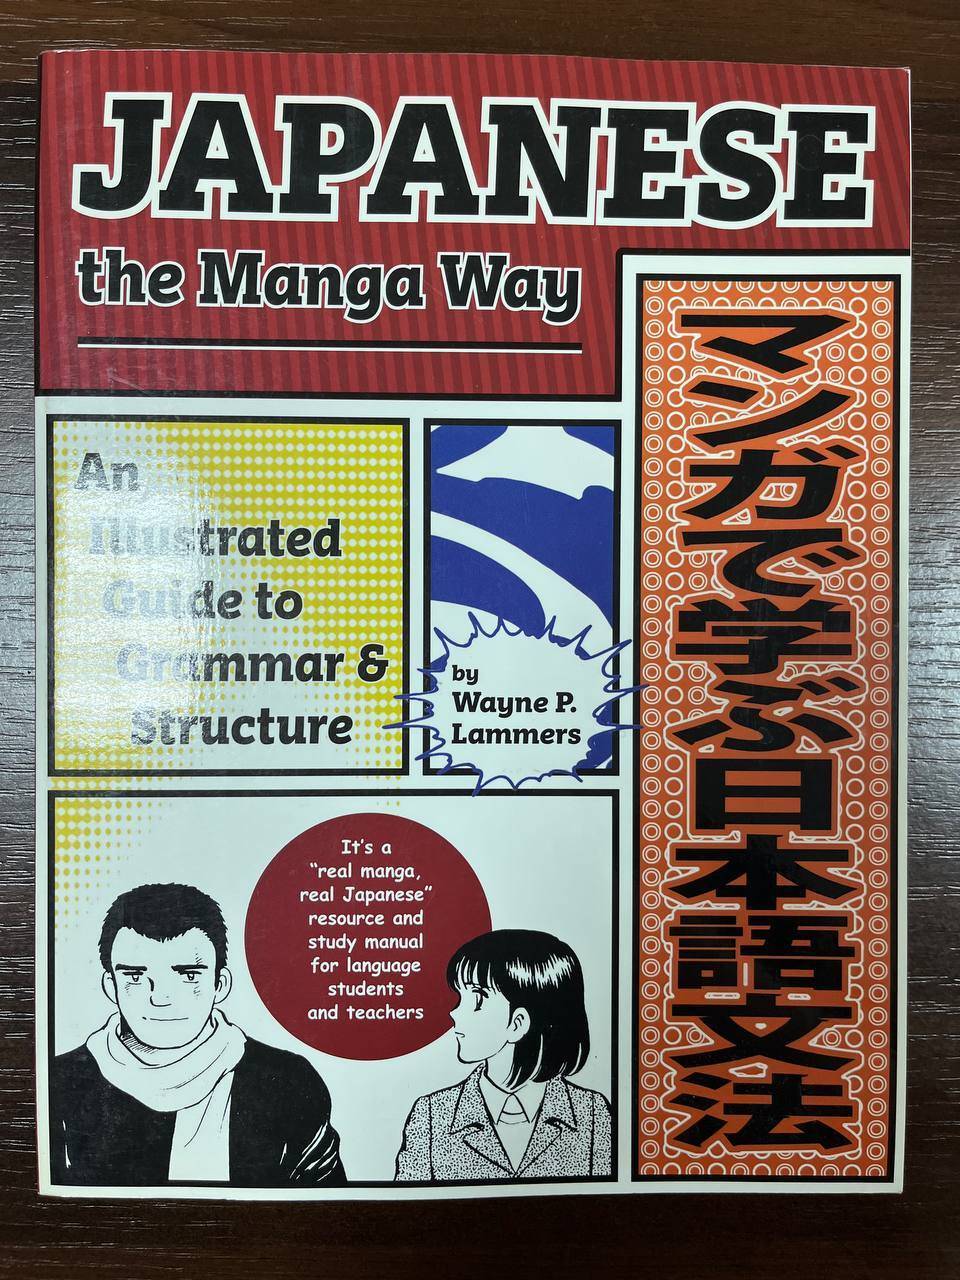 JAPANESE
the Manga Way
An
Illustrated
Guide to
Grammar &
Structure
by
Wayne P.
Lammers
マンガで学ぶ日本語文法
It's a
"real manga,
real Japanese"
resource and
study manual
for language
students
and teachers